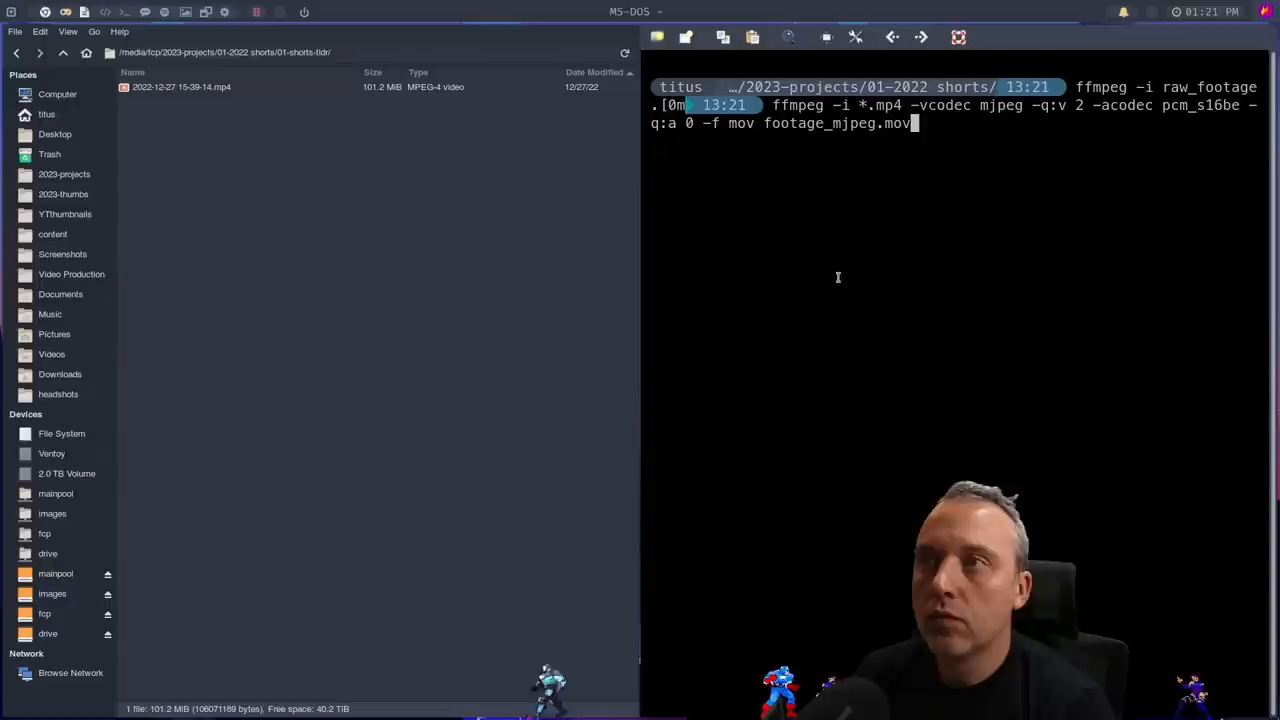 MS-DOS -
01:21 PM
File Edit View Go Help
/media/fcp/2023-projects/01-2022 shorts/01-shorts-tldr/
Places
Computer
titus
Desktop
Trash
2023-projects
2023-thumbs
YTthumbnails
content
Screenshots
Video Production
Documents
Music
Pictures
Videos
Downloads
headshots
Devices
File System
Ventoy
2.0 TB Volume
mainpool
images
fcp
drive
mainpool
images
fcp
drive
Network
Browse Network
Name Size Type Date Modified
2022-12-27 15-39-14.mp4 101.2 MiB MPEG-4 video 12/27/22
1 file: 101.2 MiB (106071189 bytes), Free space: 40.2 TiB
titus …/2023-projects/01-2022 shorts/ 13:21 ffmpeg -i raw_footage
.[0m 13:21 ffmpeg -i *.mp4 -vcodec mjpeg -q:v 2 -acodec pcm_s16be -
q:a 0 -f mov footage_mjpeg.mov